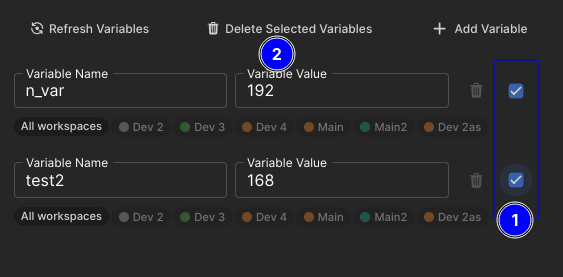 Refresh Variables Delete Selected Variables Add Variable
2
Variable Name Variable Value
n_var 192
All workspaces Dev 2 Dev 3 Dev 4 Main Main2 Dev 2as
Variable Name Variable Value
test2 168
All workspaces Dev 2 Dev 3 Dev 4 Main Main2 Dev 2as
1